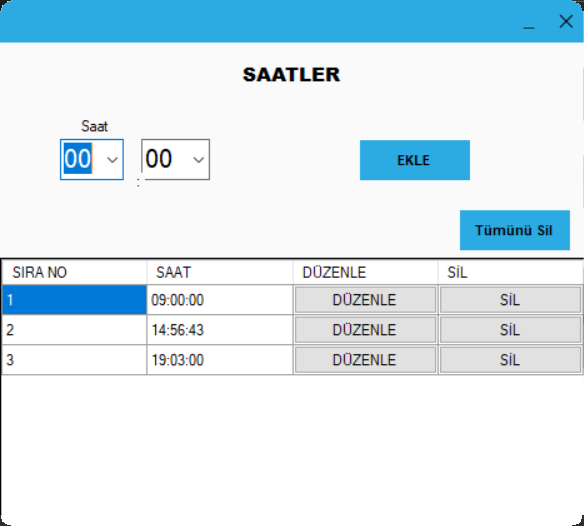 SAATLER
Saat
00 : 00 EKLE
Tümünü Sil
SIRA NO SAAT DÜZENLE SİL
1 09:00:00 DÜZENLE SİL
2 14:56:43 DÜZENLE SİL
3 19:03:00 DÜZENLE SİL